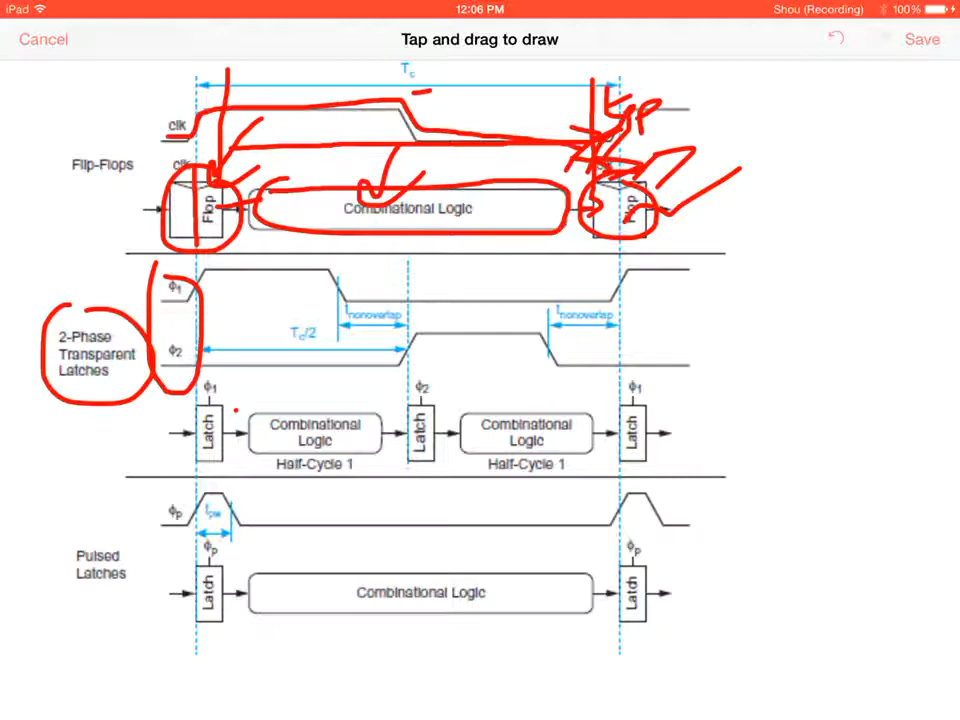 iPad 12:06 PM Shou (Recording) 100%
Cancel Tap and drag to draw Save
Tc
clk
Flip-Flops
Flop Combinational Logic Flop
ϕ1
tnonoverlap tnonoverlap
Tc/2
2-Phase
Transparent
Latches
ϕ2
ϕ1 ϕ2 ϕ1
Latch Combinational Logic Latch Combinational Logic Latch
Half-Cycle 1 Half-Cycle 1
ϕp tpw
Pulsed
Latches
ϕp ϕp
Latch Combinational Logic Latch